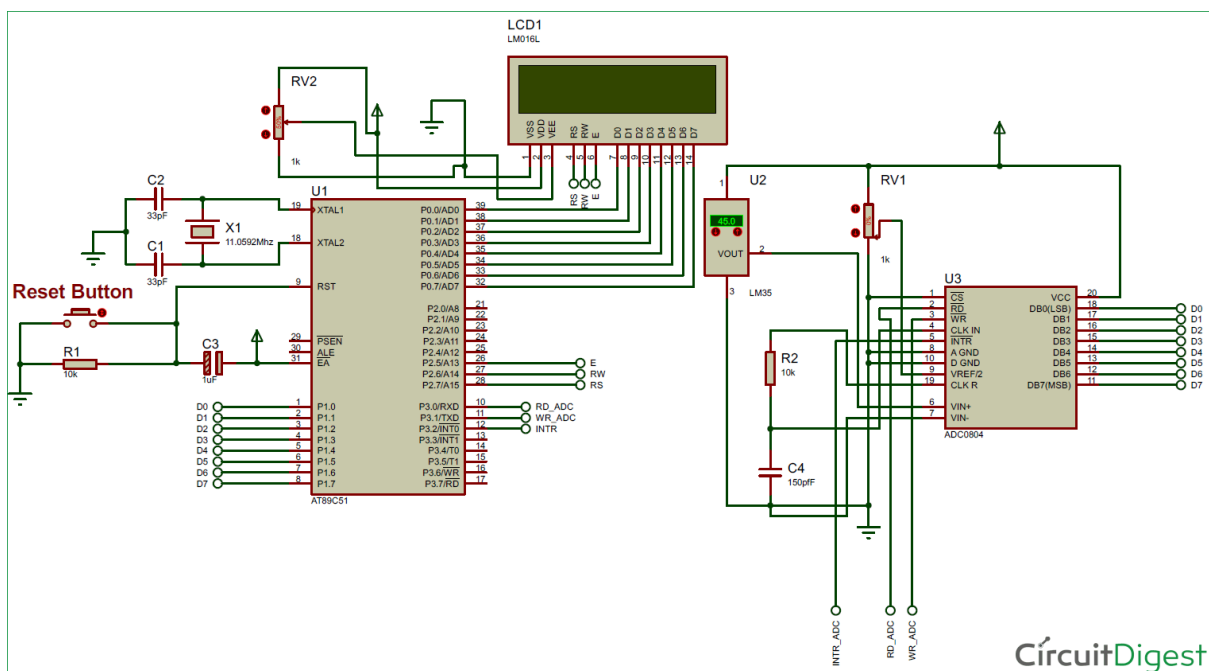 LCD1
LM016L
RV2
1k
VSS
VDD
VEE
RS
RW
E
D0
D1
D2
D3
D4
D5
D6
D7
1
2
3
4
5
6
7
8
9
10
11
12
13
14
RS
RW
E
C2
33pF
X1
11.0592Mhz
C1
33pF
Reset Button
R1
10k
C3
1uF
U1
19 XTAL1 P0.0/AD0 39
P0.1/AD1 38
P0.2/AD2 37
18 XTAL2 P0.3/AD3 36
P0.4/AD4 35
P0.5/AD5 34
P0.6/AD6 33
9 RST P0.7/AD7 32
P2.0/A8 21
P2.1/A9 22
P2.2/A10 23
29 PSEN P2.3/A11 24
30 ALE P2.4/A12 25
31 EA P2.5/A13 26 E
P2.6/A14 27 RW
P2.7/A15 28 RS
D0 1 P1.0 P3.0/RXD 10 RD_ADC
D1 2 P1.1 P3.1/TXD 11 WR_ADC
D2 3 P1.2 P3.2/INT0 12 INTR
D3 4 P1.3 P3.3/INT1 13
D4 5 P1.4 P3.4/T0 14
D5 6 P1.5 P3.5/T1 15
D6 7 P1.6 P3.6/WR 16
D7 8 P1.7 P3.7/RD 17
AT89C51
U2
1
45.0
VOUT 2
3
LM35
RV1
1k
R2
10k
C4
150pfF
U3
1 CS VCC 20
2 RD DB0(LSB) 18 D0
3 WR DB1 17 D1
4 CLK IN DB2 16 D2
5 INTR DB3 15 D3
8 A GND DB4 14 D4
10 D GND DB5 13 D5
9 VREF/2 DB6 12 D6
19 CLK R DB7(MSB) 11 D7
6 VIN+
7 VIN-
ADC0804
INTR_ADC
RD_ADC
WR_ADC
CircuitDigest